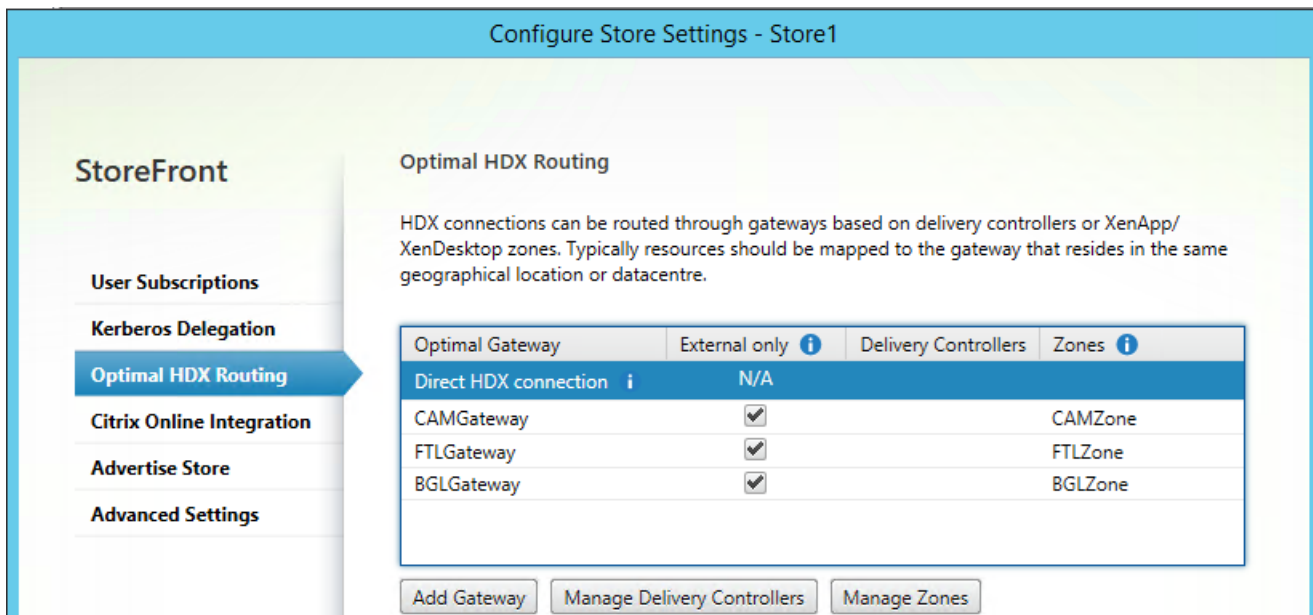 Configure Store Settings - Store1
StoreFront
User Subscriptions
Kerberos Delegation
Optimal HDX Routing
Citrix Online Integration
Advertise Store
Advanced Settings
Optimal HDX Routing
HDX connections can be routed through gateways based on delivery controllers or XenApp/
XenDesktop zones. Typically resources should be mapped to the gateway that resides in the same
geographical location or datacentre.
Optimal Gateway External only i Delivery Controllers Zones i
Direct HDX connection i N/A
CAMGateway CAMZone
FTLGateway FTLZone
BGLGateway BGLZone
Add Gateway Manage Delivery Controllers Manage Zones